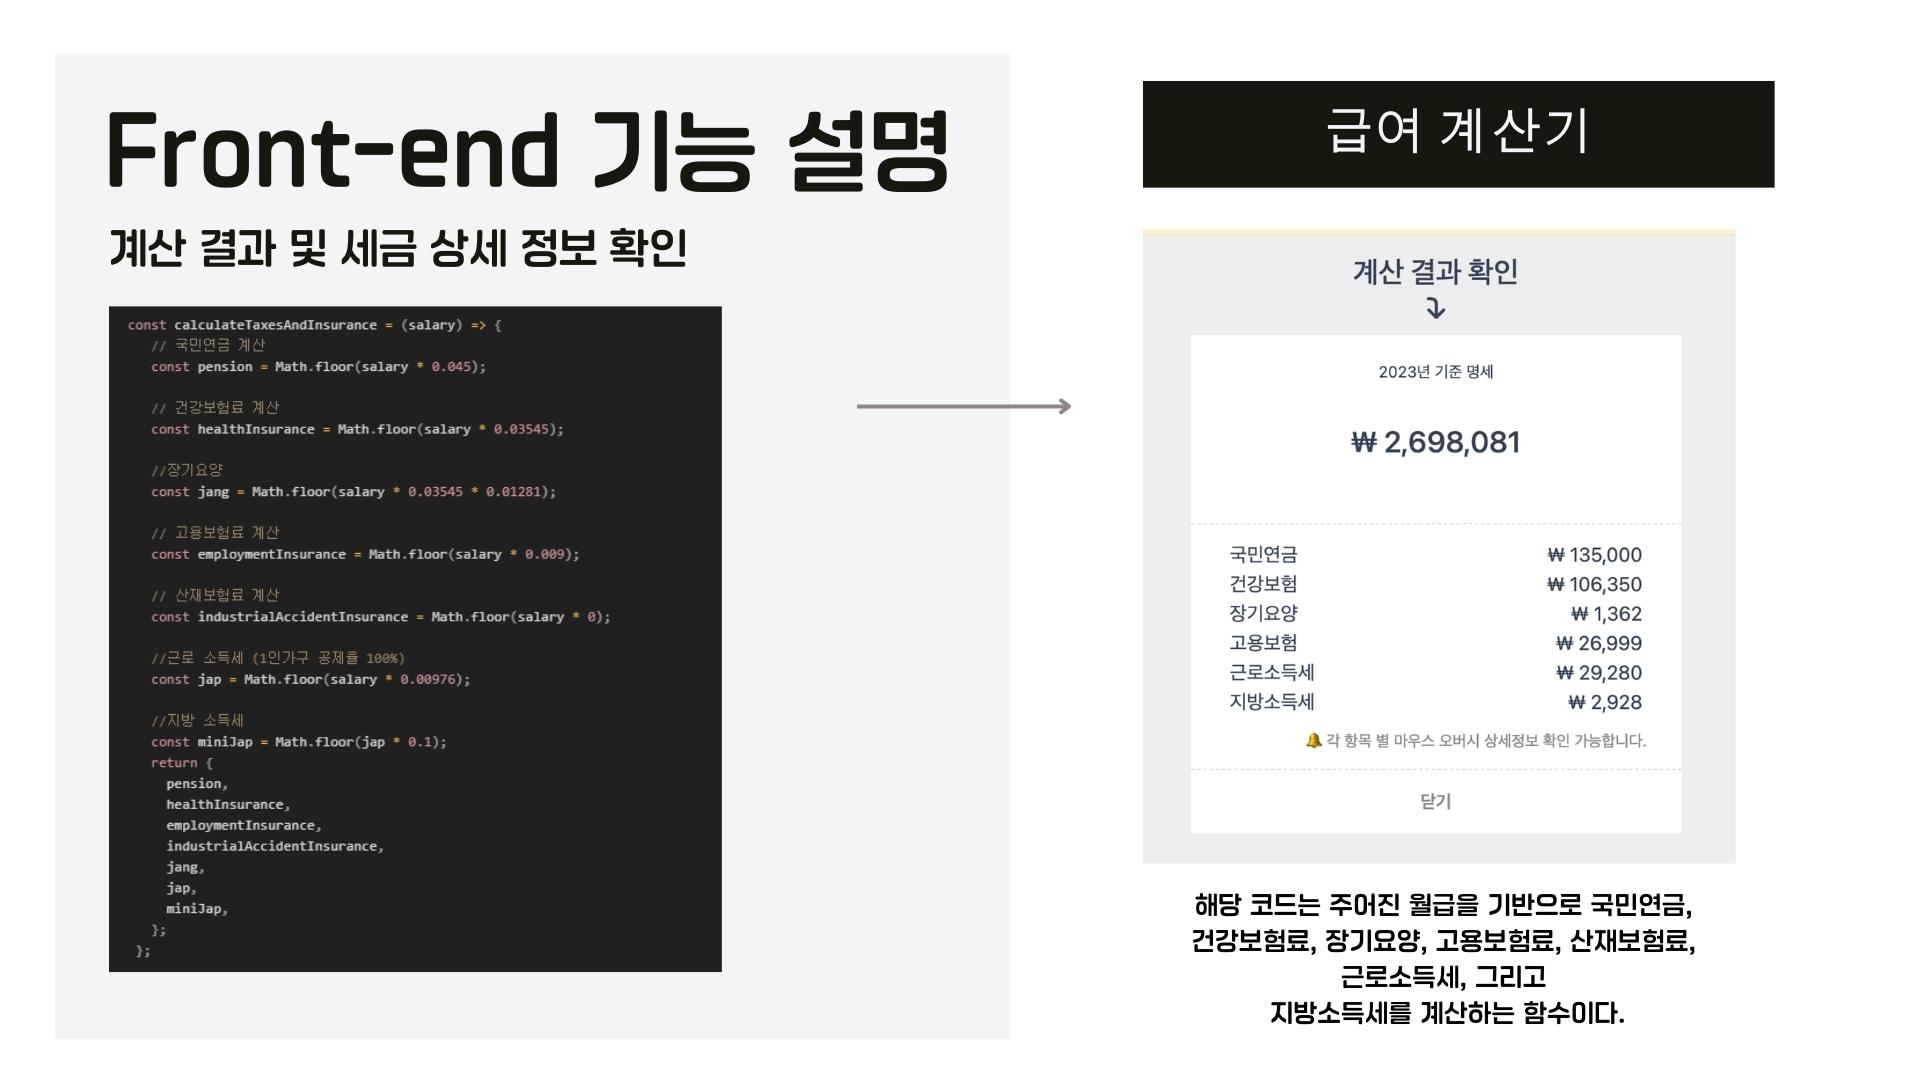 Front-end 기능 설명
계산 결과 및 세금 상세 정보 확인
const calculateTaxesAndInsurance = (salary) => {
// 국민연금 계산
const pension = Math.floor(salary * 0.045);
// 건강보험료 계산
const healthInsurance = Math.floor(salary * 0.03545);
//장기요양
const jang = Math.floor(salary * 0.03545 * 0.01281);
// 고용보험료 계산
const employmentInsurance = Math.floor(salary * 0.009);
// 산재보험료 계산
const industrialAccidentInsurance = Math.floor(salary * 0);
//근로 소득세 (1인가구 공제율 100%)
const jap = Math.floor(salary * 0.00976);
//지방 소득세
const miniJap = Math.floor(jap * 0.1);
return {
pension,
healthInsurance,
employmentInsurance,
industrialAccidentInsurance,
jang,
jap,
miniJap,
};
};
급여 계산기
계산 결과 확인
2023년 기준 명세
₩ 2,698,081
국민연금 ₩ 135,000
건강보험 ₩ 106,350
장기요양 ₩ 1,362
고용보험 ₩ 26,999
근로소득세 ₩ 29,280
지방소득세 ₩ 2,928
🔔 각 항목 별 마우스 오버시 상세정보 확인 가능합니다.
닫기
해당 코드는 주어진 월급을 기반으로 국민연금,
건강보험료, 장기요양, 고용보험료, 산재보험료,
근로소득세, 그리고
지방소득세를 계산하는 함수이다.